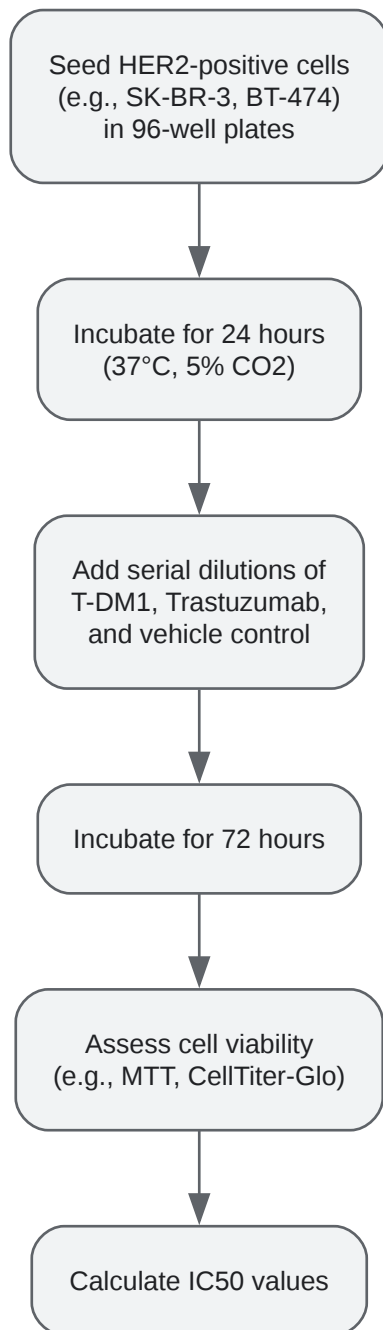 Seed HER2-positive cells
(e.g., SK-BR-3, BT-474)
in 96-well plates
Incubate for 24 hours
(37°C, 5% CO2)
Add serial dilutions of
T-DM1, Trastuzumab,
and vehicle control
Incubate for 72 hours
Assess cell viability
(e.g., MTT, CellTiter-Glo)
Calculate IC50 values